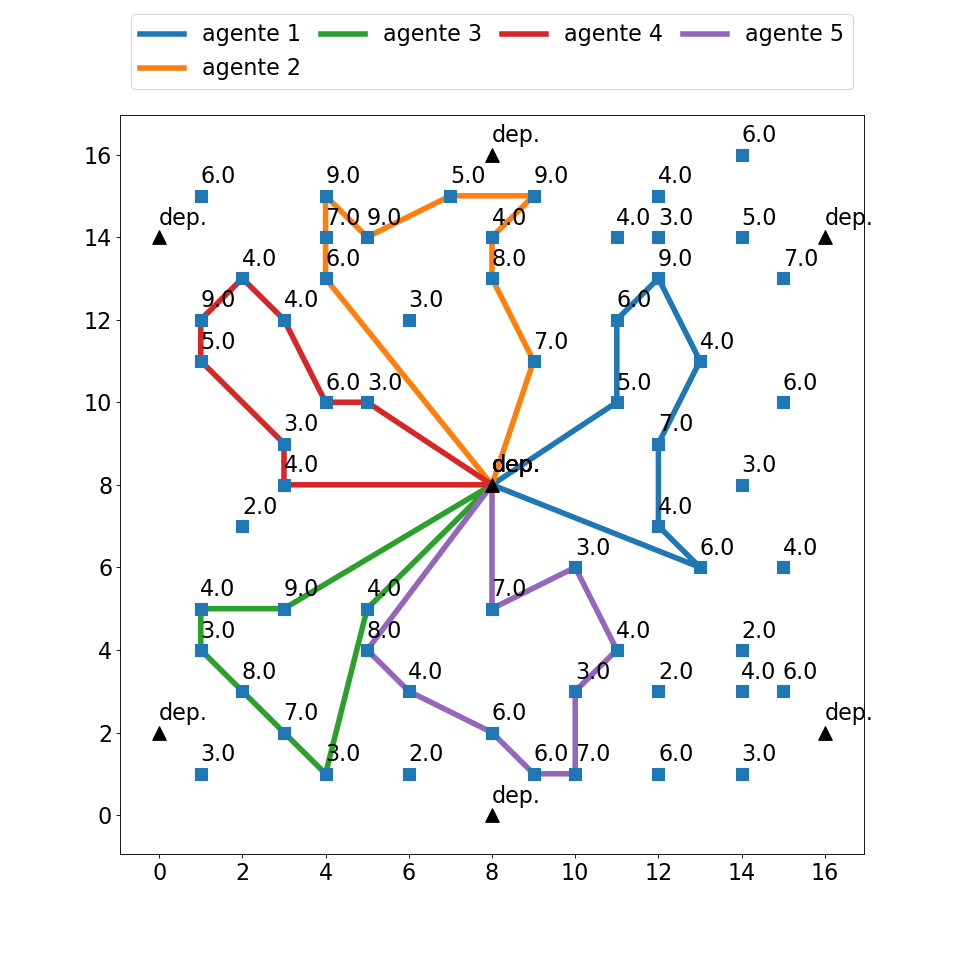 agente 1 agente 3 agente 4 agente 5
agente 2
dep. 6.0
16
6.0 9.0 5.0 9.0 4.0
dep. 7.0 9.0 4.0 4.0 3.0 5.0 dep.
14
4.0 6.0 8.0 9.0 7.0
9.0 4.0 3.0 6.0
12
5.0 7.0 4.0
6.0 3.0 5.0 6.0
10
3.0 7.0
4.0 dep. 3.0
8
2.0 4.0
3.0 6.0 4.0
6
4.0 9.0 4.0 7.0
3.0 8.0 4.0 2.0
4
8.0 4.0 3.0 2.0 4.0 6.0
dep. 7.0 6.0 dep.
2
3.0 3.0 2.0 6.0 7.0 6.0 3.0
dep.
0
0 2 4 6 8 10 12 14 16